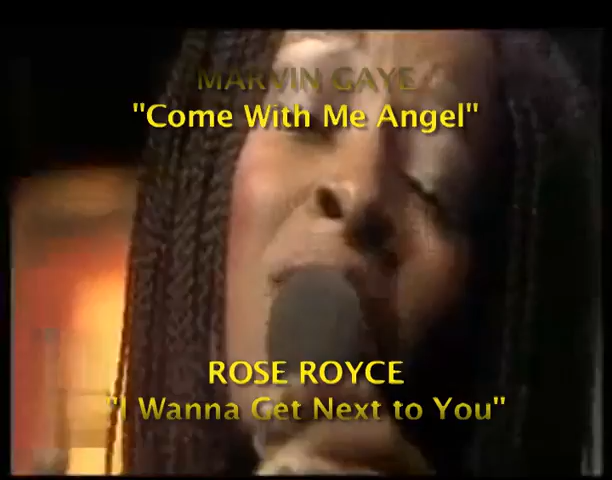 MARVIN GAYE
"Come With Me Angel"
ROSE ROYCE
"I Wanna Get Next to You"